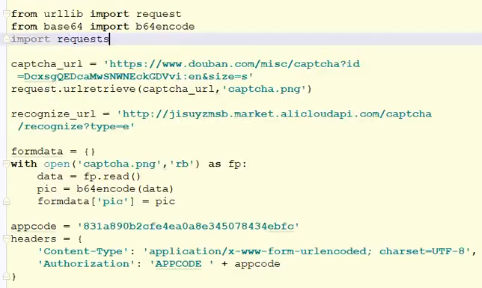 from urllib import request
from base64 import b64encode
import requests
captcha_url = 'https://www.douban.com/misc/captcha?id
=DcxsgQEDcaMwSNWNEckGDVvi:en&size=s'
request.urlretrieve(captcha_url,'captcha.png')
recognize_url = 'http://jisuyzmsb.market.alicloudapi.com/captcha
/recognize?type=e'
formdata = {}
with open('captcha.png','rb') as fp:
    data = fp.read()
    pic = b64encode(data)
    formdata['pic'] = pic
appcode = '831a890b2cfe4ea0a8e345078434ebfc'
headers = {
    'Content-Type': 'application/x-www-form-urlencoded; charset=UTF-8',
    'Authorization': 'APPCODE ' + appcode
}